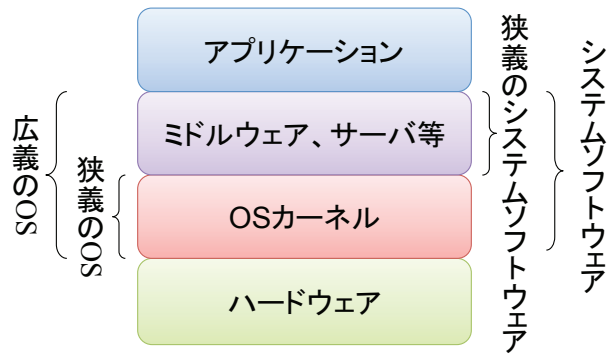 アプリケーション
ミドルウェア、サーバ等
OSカーネル
ハードウェア
広義のOS
狭義のOS
狭義のシステムソフトウェア
システムソフトウェア